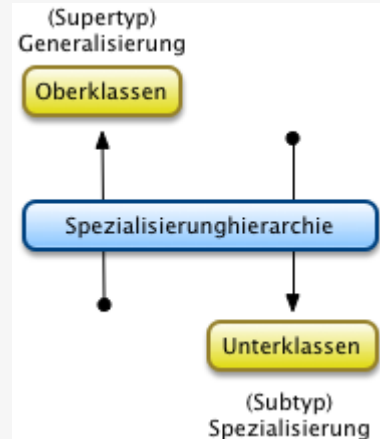 (Supertyp)
Generalisierung
Oberklassen
Spezialisierunghierarchie
Unterklassen
(Subtyp)
Spezialisierung